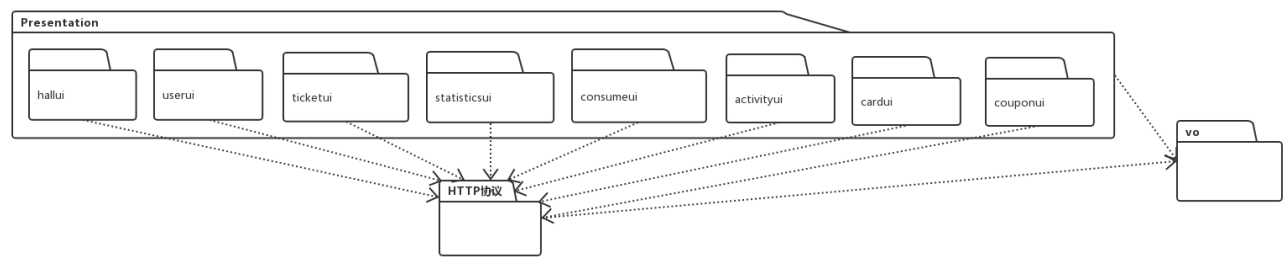 Presentation
hallui
userui
ticketui
statisticsui
consumeui
activityui
cardui
couponui
vo
HTTP协议